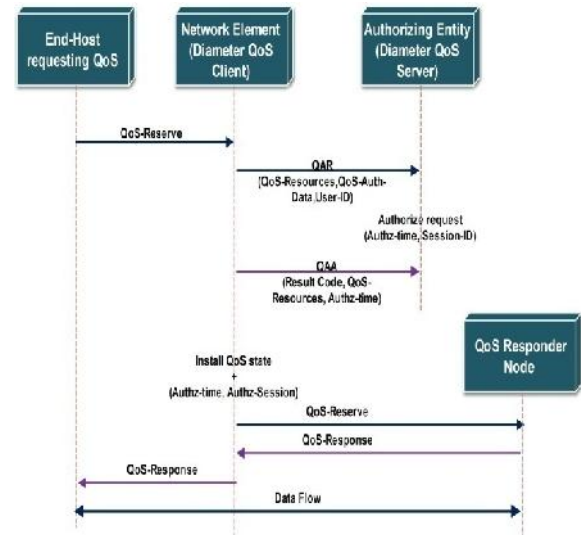 End-Host
requesting QoS
Network Element
(Diameter QoS
Client)
Authorizing Entity
(Diameter QoS
Server)
QoS-Reserve
QAR
(QoS-Resources,QoS-Auth-
Data,User-ID)
Authorize request
(Authz-time, Session-ID)
QAA
(Result Code, QoS-
Resources, Authz-time)
QoS Responder
Node
Install QoS state
+
(Authz-time, Authz-Session)
QoS-Reserve
QoS-Response
QoS-Response
Data Flow